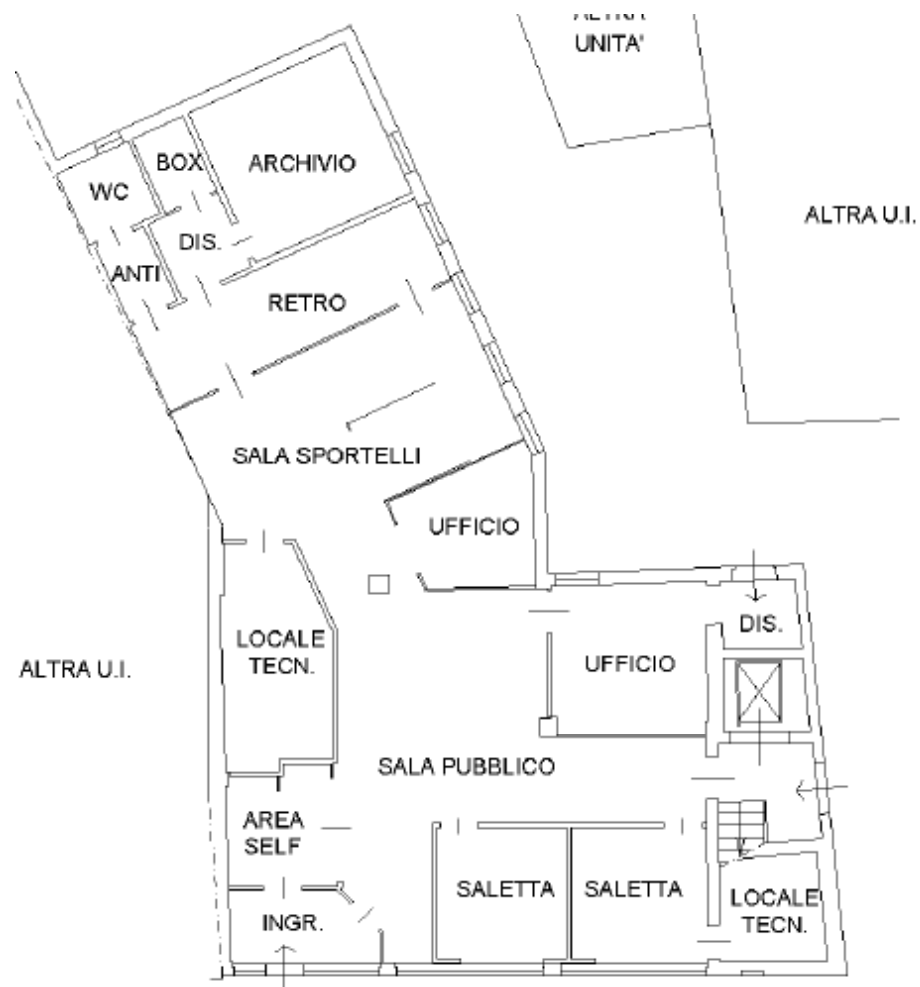 ALTRA
UNITA'
BOX
ARCHIVIO
WC
ALTRA U.I.
DIS.
ANTI
RETRO
SALA SPORTELLI
UFFICIO
DIS.
LOCALE
TECN.
UFFICIO
ALTRA U.I.
SALA PUBBLICO
AREA
SELF
SALETTA
SALETTA
LOCALE
TECN.
INGR.